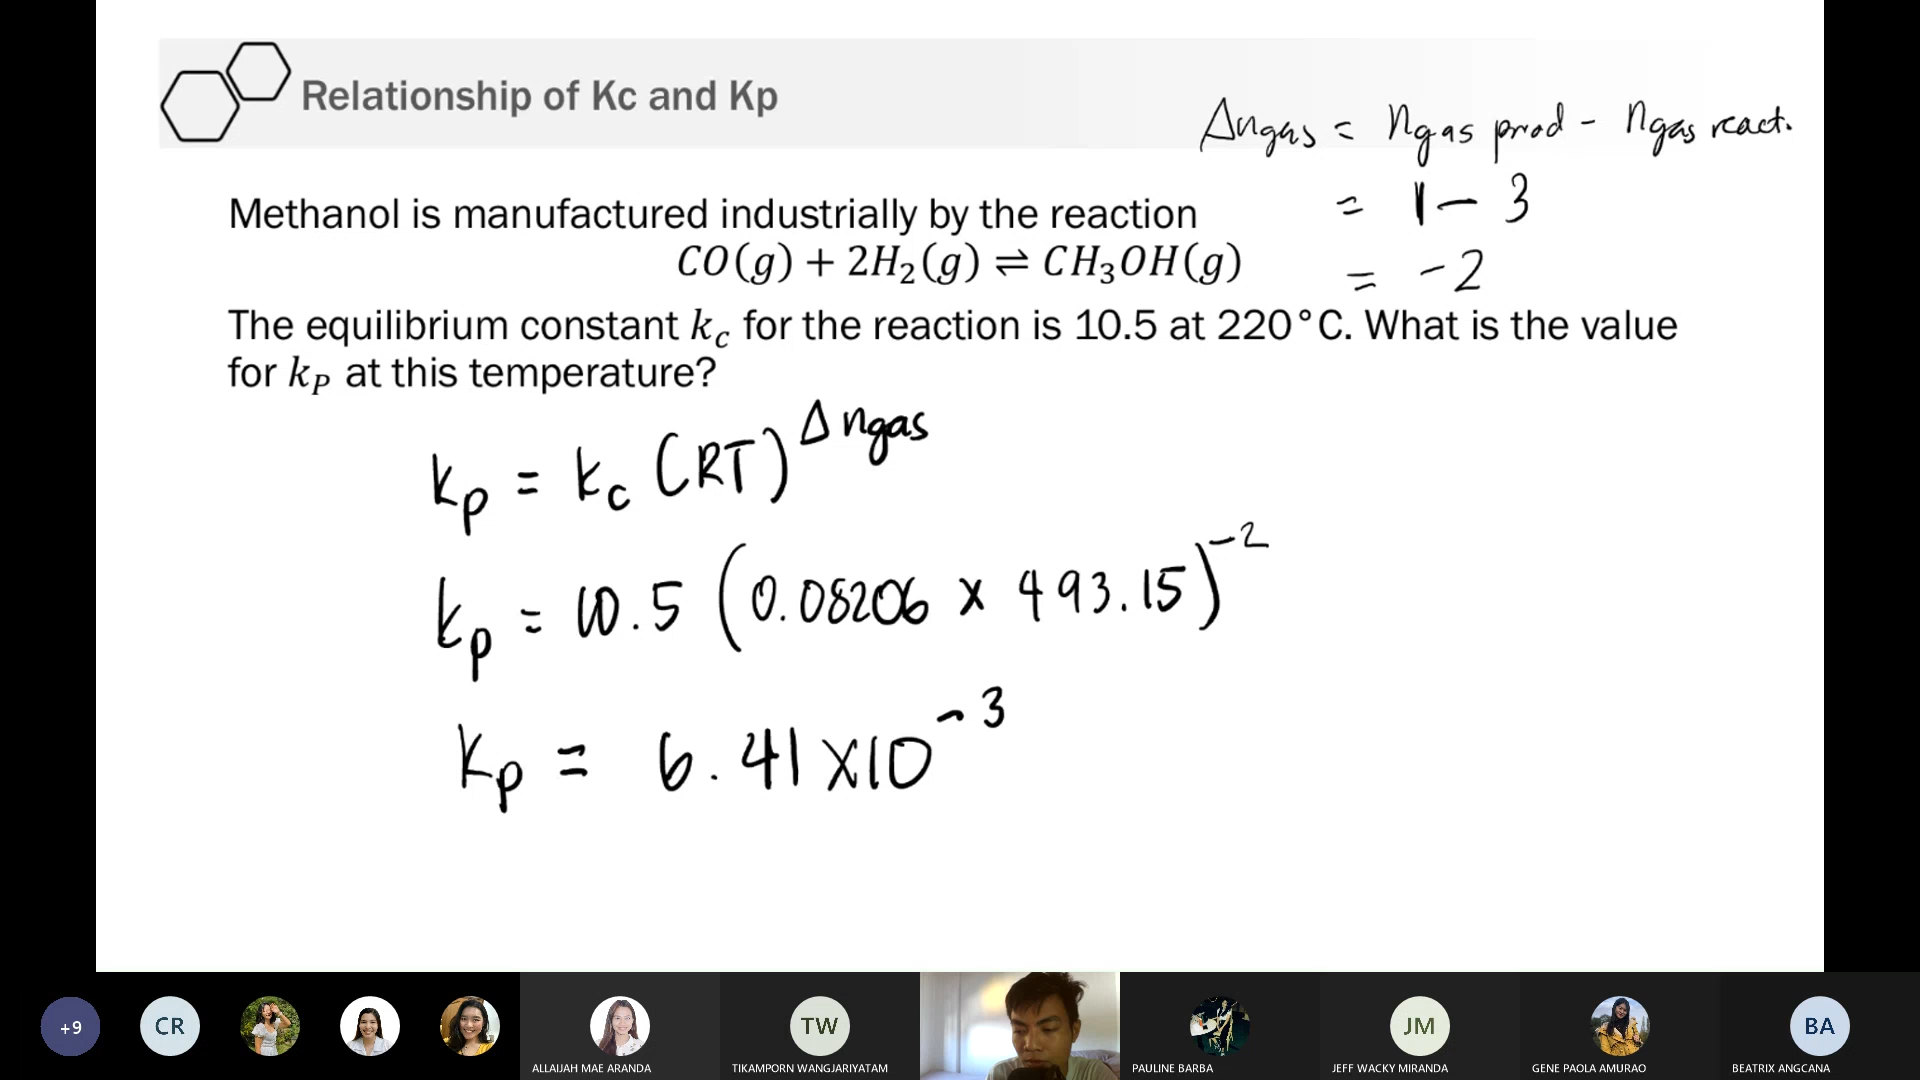 Relationship of Kc and Kp
Δngas = ngas prod - ngas react.
= 1 - 3
= -2
Methanol is manufactured industrially by the reaction
CO(g) + 2H₂(g) ⇌ CH₃OH(g)
The equilibrium constant k_c for the reaction is 10.5 at 220°C. What is the value
for k_P at this temperature?
kp = kc (RT)^Δngas
kp = 10.5 (0.08206 x 493.15)^-2
kp = 6.41 x10^-3
+9
CR
TW
JM
BA
ALLAIJAH MAE ARANDA
TIKAMPORN WANGJARIYATAM
PAULINE BARBA
JEFF WACKY MIRANDA
GENE PAOLA AMURAO
BEATRIX ANGCANA